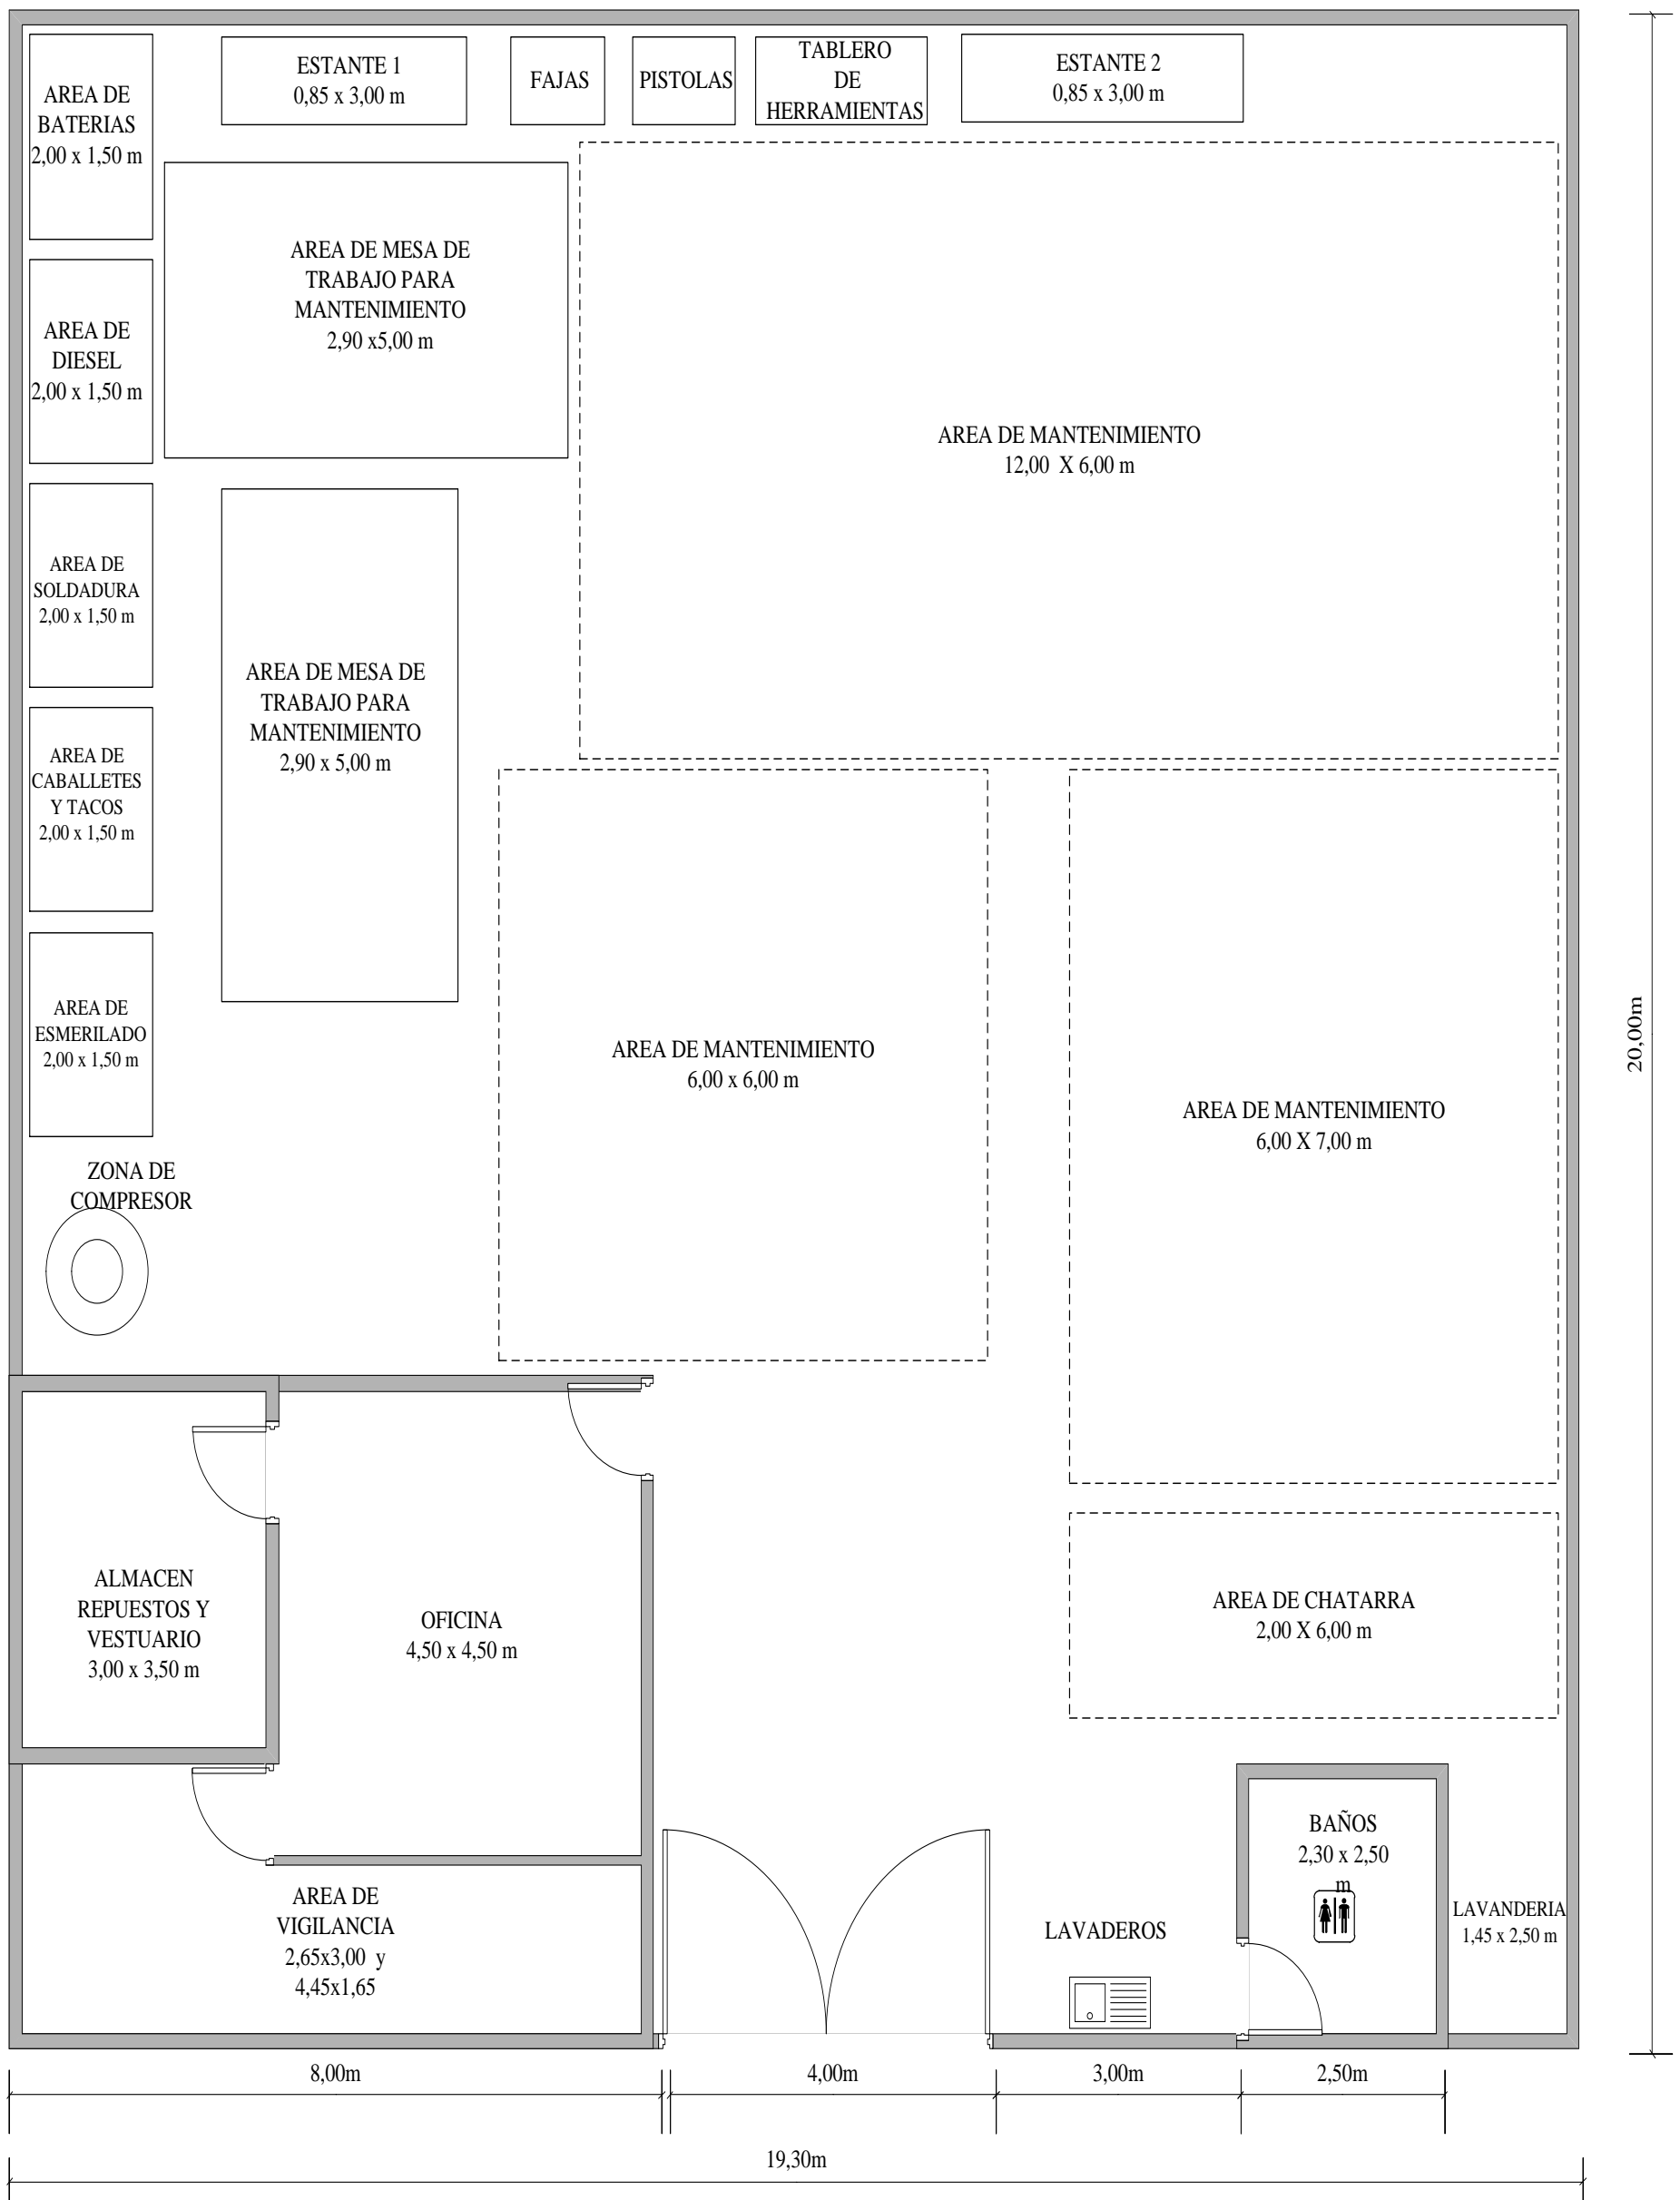 ESTANTE 1
0,85 x 3,00 m
FAJAS
PISTOLAS
TABLERO
DE
HERRAMIENTAS
ESTANTE 2
0,85 x 3,00 m
AREA DE
BATERIAS
2,00 x 1,50 m
AREA DE MESA DE
TRABAJO PARA
MANTENIMIENTO
2,90 x5,00 m
AREA DE
DIESEL
2,00 x 1,50 m
AREA DE MANTENIMIENTO
12,00 X 6,00 m
AREA DE
SOLDADURA
2,00 x 1,50 m
AREA DE MESA DE
TRABAJO PARA
MANTENIMIENTO
2,90 x 5,00 m
AREA DE
CABALLETES
Y TACOS
2,00 x 1,50 m
AREA DE
ESMERILADO
2,00 x 1,50 m
AREA DE MANTENIMIENTO
6,00 x 6,00 m
AREA DE MANTENIMIENTO
6,00 X 7,00 m
20,00m
ZONA DE
COMPRESOR
ALMACEN
REPUESTOS Y
VESTUARIO
3,00 x 3,50 m
OFICINA
4,50 x 4,50 m
AREA DE CHATARRA
2,00 X 6,00 m
AREA DE
VIGILANCIA
2,65x3,00 y
4,45x1,65
LAVADEROS
BAÑOS
2,30 x 2,50
m
LAVANDERIA
1,45 x 2,50 m
8,00m
4,00m
3,00m
2,50m
19,30m